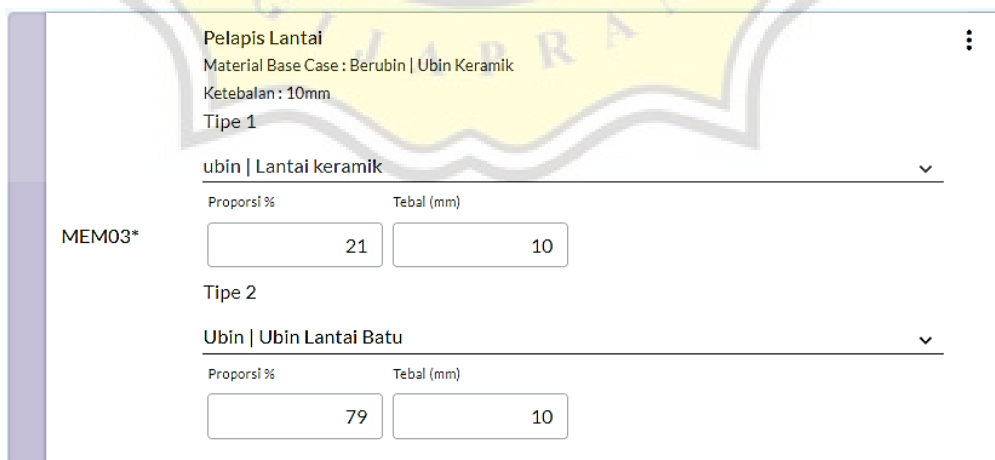 Pelapis Lantai
Material Base Case : Berubin | Ubin Keramik
Ketebalan : 10mm
Tipe 1
ubin | Lantai keramik
Proporsi % Tebal (mm)
MEM03* 21 10
Tipe 2
Ubin | Ubin Lantai Batu
Proporsi % Tebal (mm)
79 10